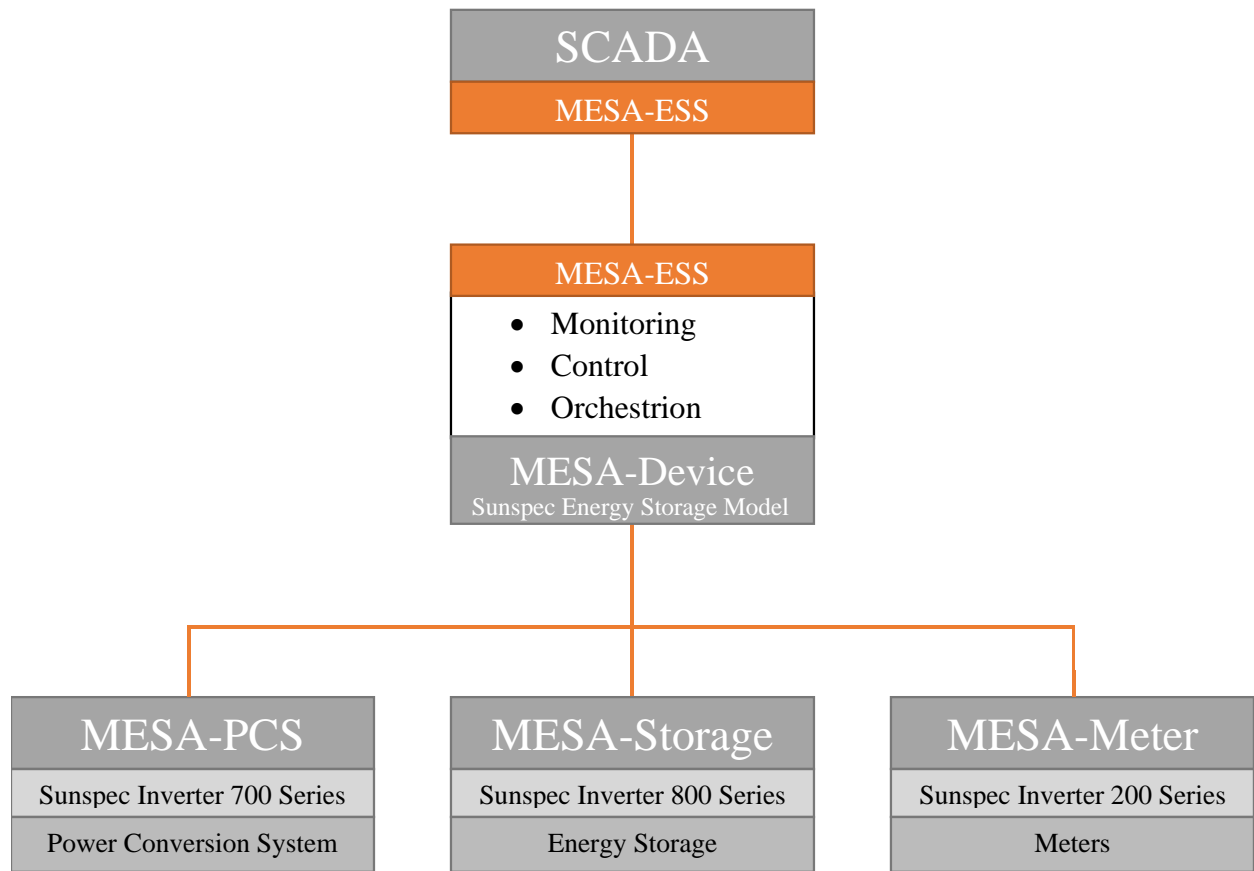 SCADA
MESA-ESS
MESA-ESS
• Monitoring
• Control
• Orchestrion
MESA-Device
Sunspec Energy Storage Model
MESA-PCS
Sunspec Inverter 700 Series
Power Conversion System
MESA-Storage
Sunspec Inverter 800 Series
Energy Storage
MESA-Meter
Sunspec Inverter 200 Series
Meters